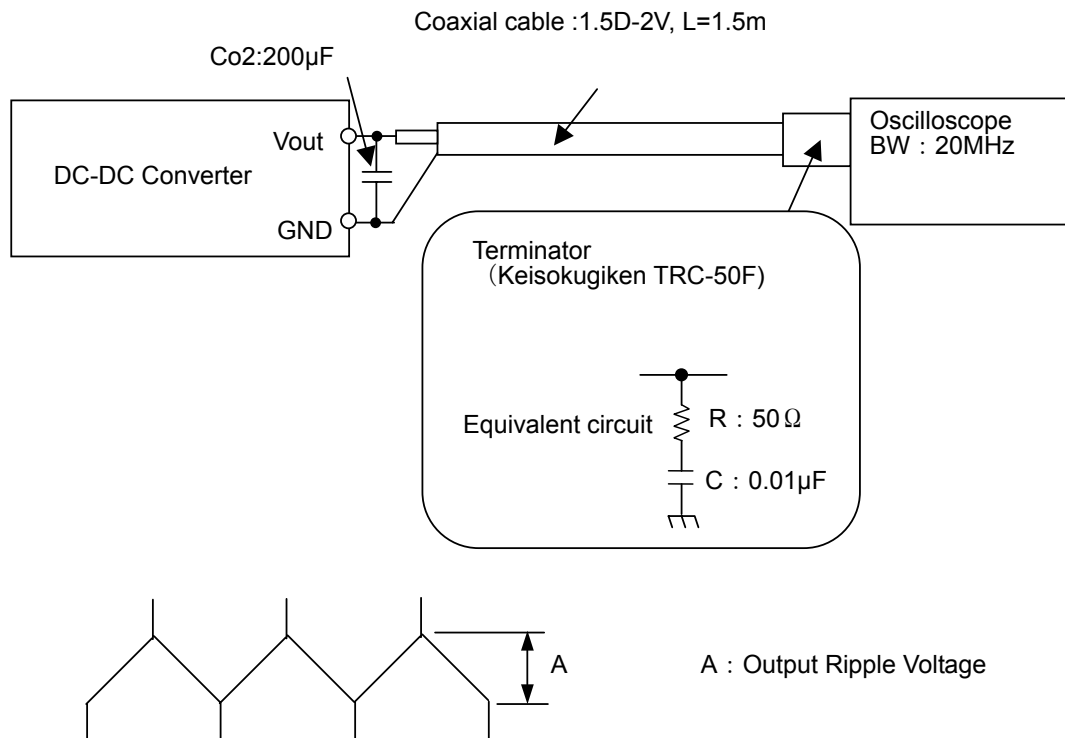 Coaxial cable :1.5D-2V, L=1.5m
Co2:200µF
Vout
DC-DC Converter
GND
Oscilloscope
BW：20MHz
Terminator
（Keisokugiken TRC-50F)
Equivalent circuit
R：50Ω
C：0.01µF
A
A：Output Ripple Voltage